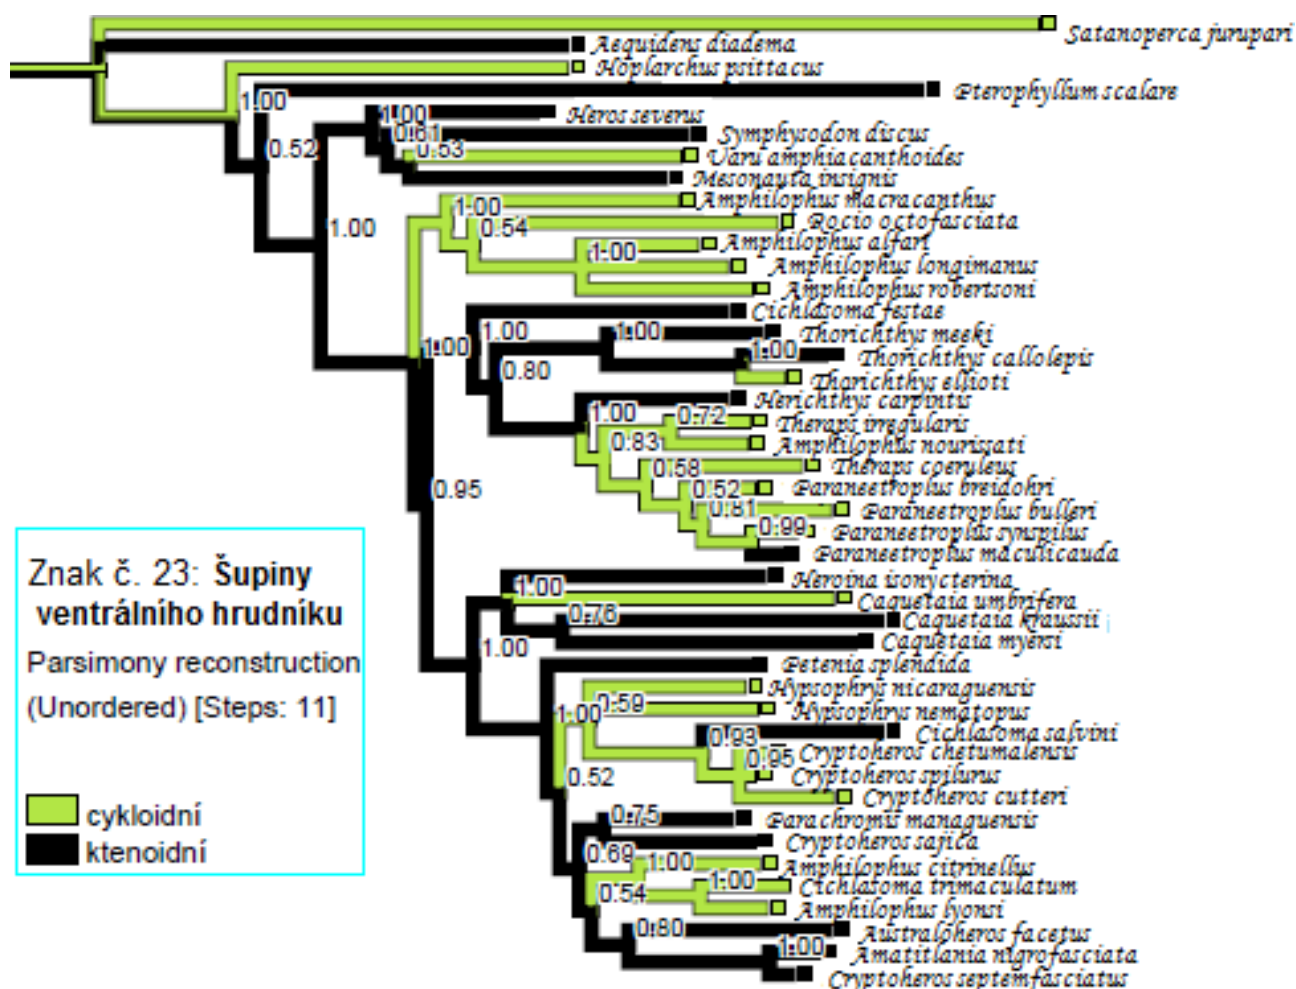 Satanoperca jurupari
Aequidens diadema
Hoplarchus psittacus
Pterophyllum scalare
1.00
1.00
Heros severus
0.61
Symphysodon discus
0.52
0.53
Uaru amphiacanthoides
Mesonauta insignis
Amphilophus macracanthus
1.00
1.00
0.54
Rocio octofasciata
Amphilophus alfari
1.00
Amphilophus longimanus
Amphilophus robertsoni
Cichlasoma festae
1.00
1.00
Thorichthys meeki
1.00
1.00
Thorichthys callolepis
0.80
Thorichthys ellioti
Herichthys carpintis
1.00
0.72
Theraps irregularis
0.83
Amphilophus nourissati
0.58
Theraps coeruleus
0.95
0.52
Paraneetroplus breidohri
0.81
Paraneetroplus bulleri
0.99
Paraneetroplus synspilus
Paraneetroplus maculicauda
Znak č. 23: Šupiny
ventrálního hrudníku
Parsimony reconstruction
(Unordered) [Steps: 11]
cykloidní
ktenoidní
Heroina isonycterina
1.00
Caquetaia umbrifera
0.76
Caquetaia kraussii
1.00
Caquetaia myersi
Petenia splendida
Hypsophrys nicaraguensis
1.00
0.59
Hypsophrys nematopus
0.93
Cichlasoma salvini
Cryptoheros chetumalensis
0.95
0.52
Cryptoheros spilurus
Cryptoheros cutteri
0.75
Parachromis managuensis
Cryptoheros sajica
0.69
1.00
Amphilophus citrinellus
0.54
1.00
Cichlasoma trimaculatum
Amphilophus lyonsi
0.80
Australoheros facetus
1.00
Amatitlania nigrofasciata
Cryptoheros septemfasciatus